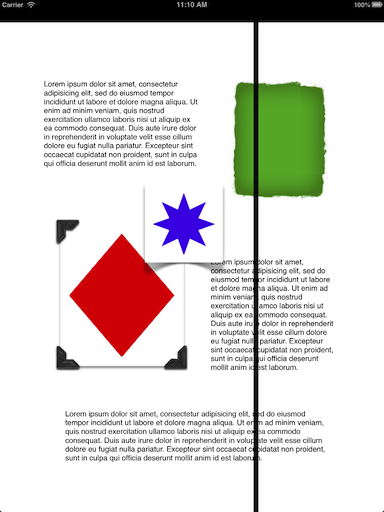 Carrier 11:10 AM 100%
Lorem ipsum dolor sit amet, consectetur
adipisicing elit, sed do eiusmod tempor
incididunt ut labore et dolore magna aliqua. Ut
enim ad minim veniam, quis nostrud
exercitation ullamco laboris nisi ut aliquip ex
ea commodo consequat. Duis aute irure dolor
in reprehenderit in voluptate velit esse cillum
dolore eu fugiat nulla pariatur. Excepteur sint
occaecat cupidatat non proident, sunt in culpa
qui officia deserunt mollit anim id est laborum.
Lorem ipsum dolor sit amet,
consectetur adipisicing elit, sed do
eiusmod tempor incididunt ut labore
et dolore magna aliqua. Ut enim ad
minim veniam, quis nostrud
exercitation ullamco laboris nisi ut
aliquip ex ea commodo consequat.
Duis aute irure dolor in reprehenderit
in voluptate velit esse cillum dolore
eu fugiat nulla pariatur. Excepteur
sint occaecat cupidatat non proident,
sunt in culpa qui officia deserunt
mollit anim id est laborum.
Lorem ipsum dolor sit amet, consectetur adipisicing elit, sed do eiusmod
tempor incididunt ut labore et dolore magna aliqua. Ut enim ad minim veniam,
quis nostrud exercitation ullamco laboris nisi ut aliquip ex ea commodo
consequat. Duis aute irure dolor in reprehenderit in voluptate velit esse cillum
dolore eu fugiat nulla pariatur. Excepteur sint occaecat cupidatat non proident,
sunt in culpa qui officia deserunt mollit anim id est laborum.